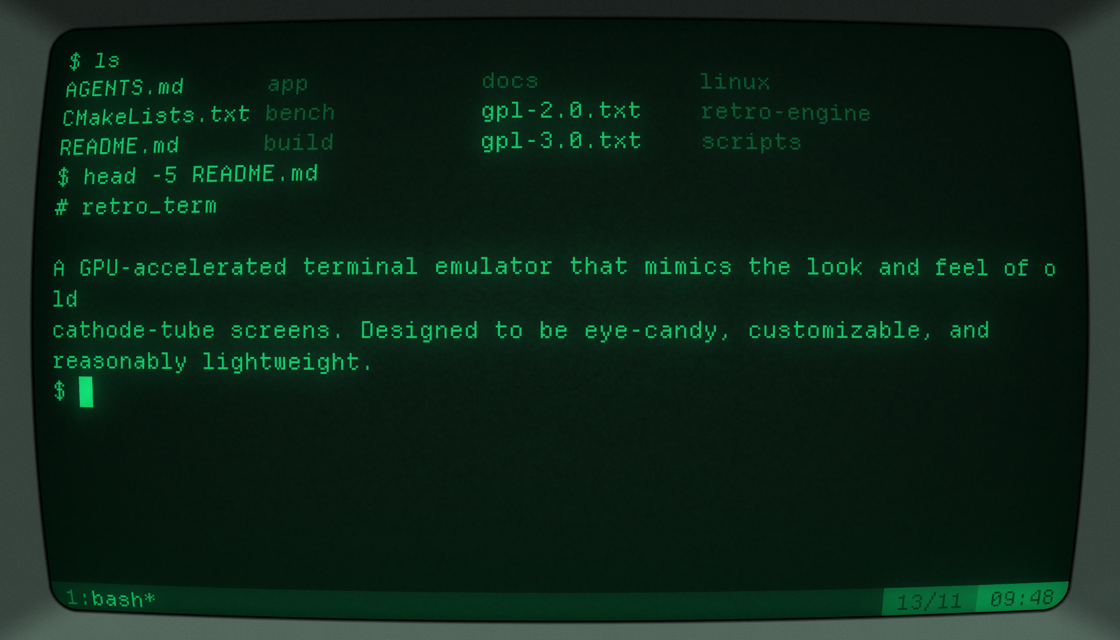 $ ls
AGENTS.md app docs linux
CMakeLists.txt bench gpl-2.0.txt retro-engine
README.md build gpl-3.0.txt scripts
$ head -5 README.md
# retro_term

A GPU-accelerated terminal emulator that mimics the look and feel of o
ld
cathode-tube screens. Designed to be eye-candy, customizable, and
reasonably lightweight.
$
1:bash* 13/11 09:48